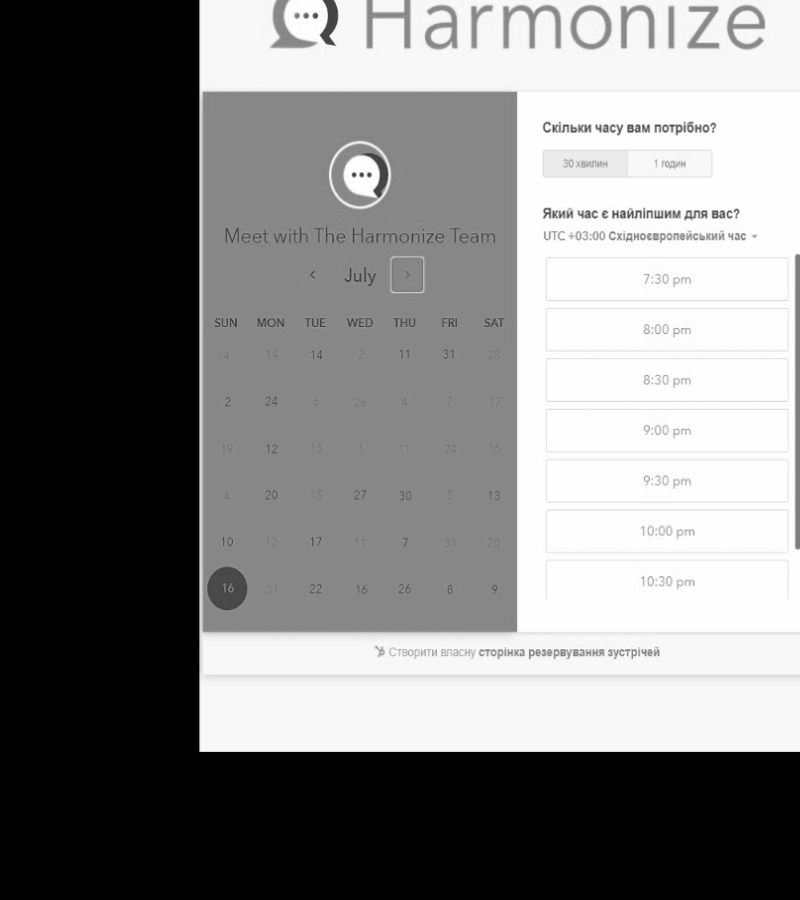 Harmonize
Meet with The Harmonize Team
July
SUN MON TUE WED THU FRI SAT
4 14 14 2 11 31 28
2 24 6 26 4 7 17
19 12 15 1 11 24 16
4 20 15 27 30 8 13
10 12 17 11 7 31 20
16 31 22 16 26 8 9
Скільки часу вам потрібно?
30 хвилин 1 годин
Який час є найліпшим для вас?
UTC +03:00 Східноєвропейський час
7:30 pm
8:00 pm
8:30 pm
9:00 pm
9:30 pm
10:00 pm
10:30 pm
Створити власну сторінка резервування зустрічей